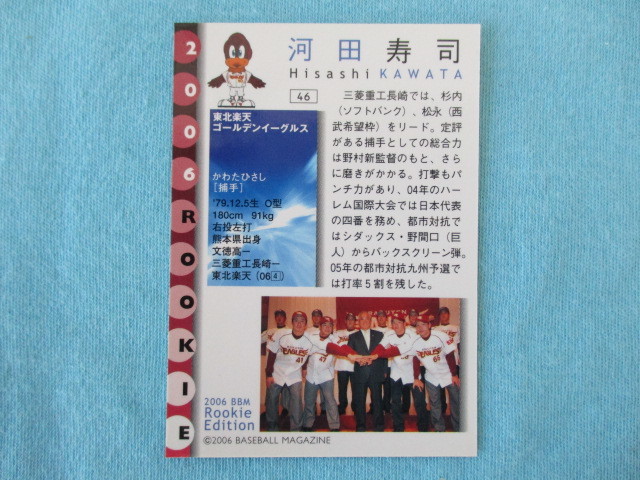 2006 ROOKIE
河田 寿司
Hisashi KAWATA
46
東北楽天
ゴールデンイーグルス
かわたひさし
[捕手]
'79.12.5生 O型
180cm 91kg
右投左打
熊本県出身
文徳高ー
三菱重工長崎ー
東北楽天(06④)
三菱重工長崎では、杉内
(ソフトバンク)、松永(西
武希望枠)をリード。定評
がある捕手としての総合力
は野村新監督のもと、さら
に磨きがかかる。打撃もパ
ンチ力があり、04年のハー
レム国際大会では日本代表
の四番を務め、都市対抗で
はシダックス・野間口(巨
人)からバックスクリーン弾。
05年の都市対抗九州予選で
は打率5割を残した。
2006 BBM
Rookie
Edition
©2006 BASEBALL MAGAZINE